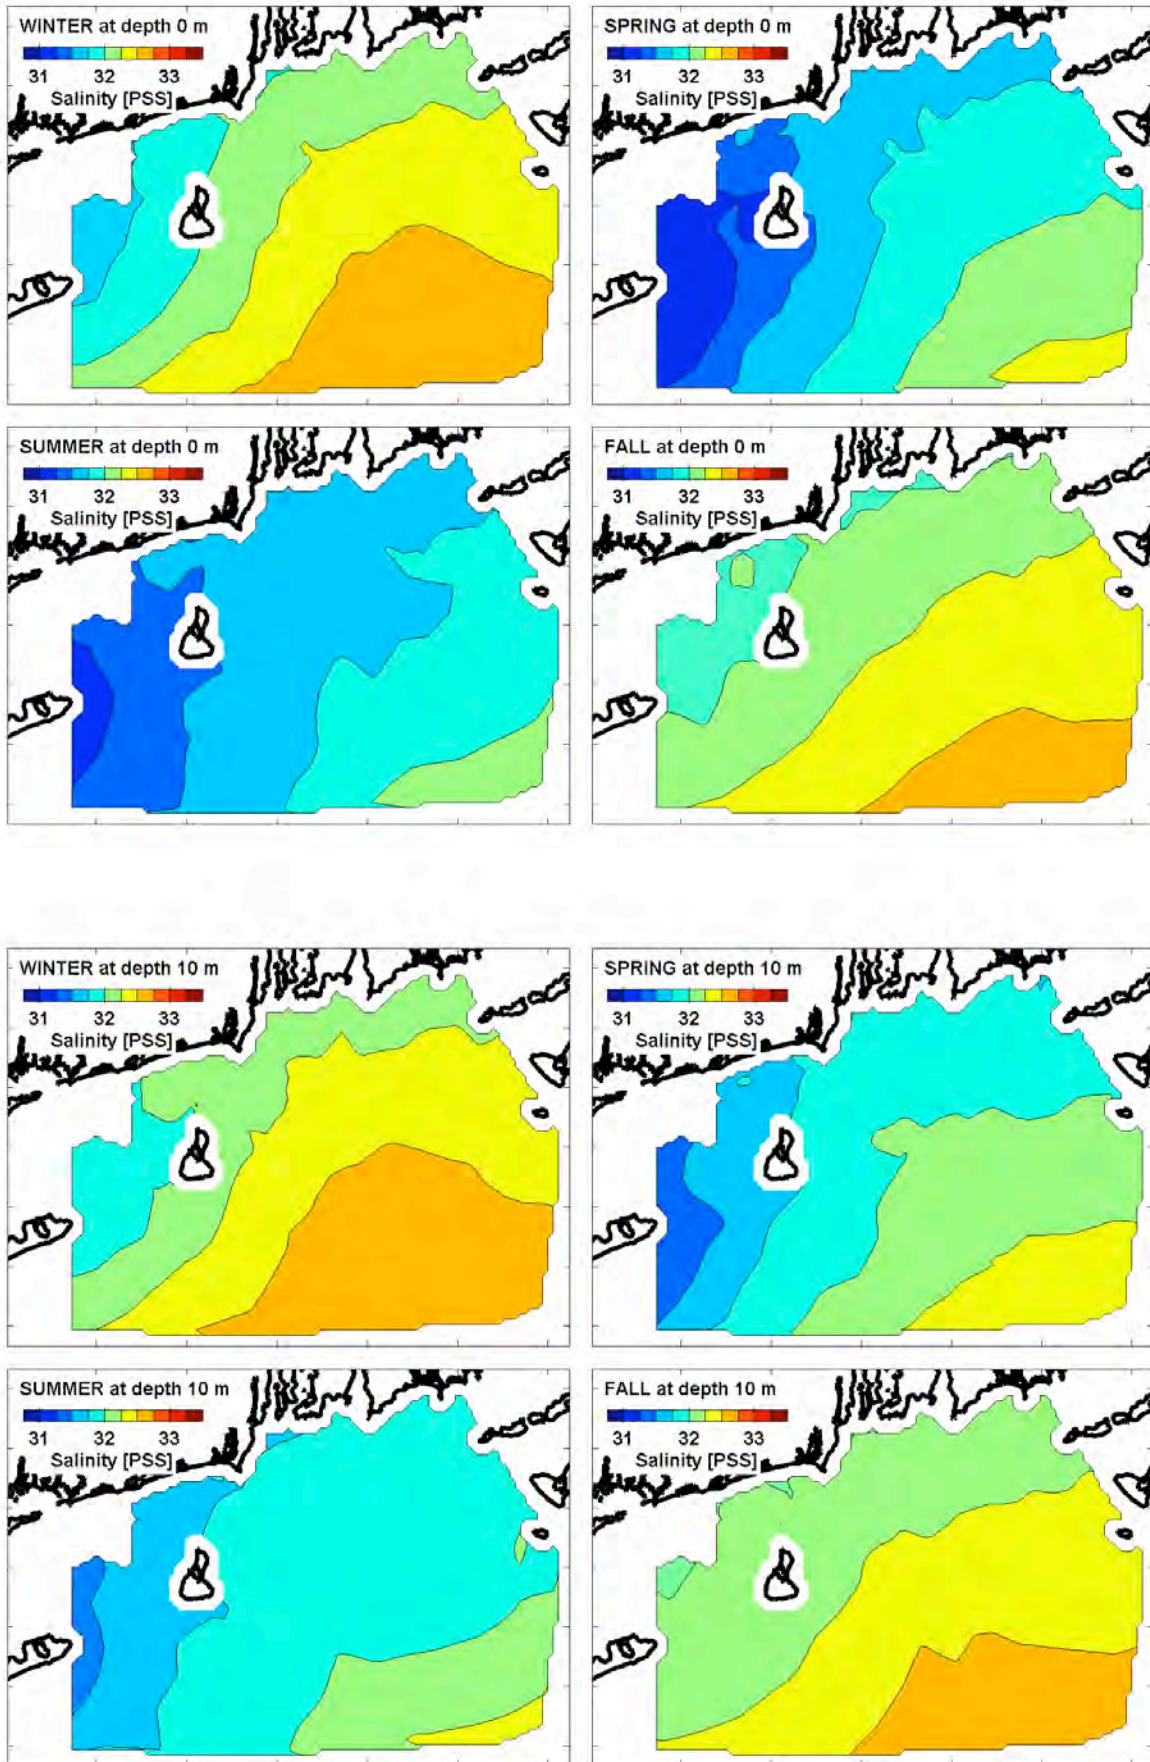 WINTER at depth 0 m
31 32 33
Salinity [PSS]
SPRING at depth 0 m
31 32 33
Salinity [PSS]
SUMMER at depth 0 m
31 32 33
Salinity [PSS]
FALL at depth 0 m
31 32 33
Salinity [PSS]
WINTER at depth 10 m
31 32 33
Salinity [PSS]
SPRING at depth 10 m
31 32 33
Salinity [PSS]
SUMMER at depth 10 m
31 32 33
Salinity [PSS]
FALL at depth 10 m
31 32 33
Salinity [PSS]